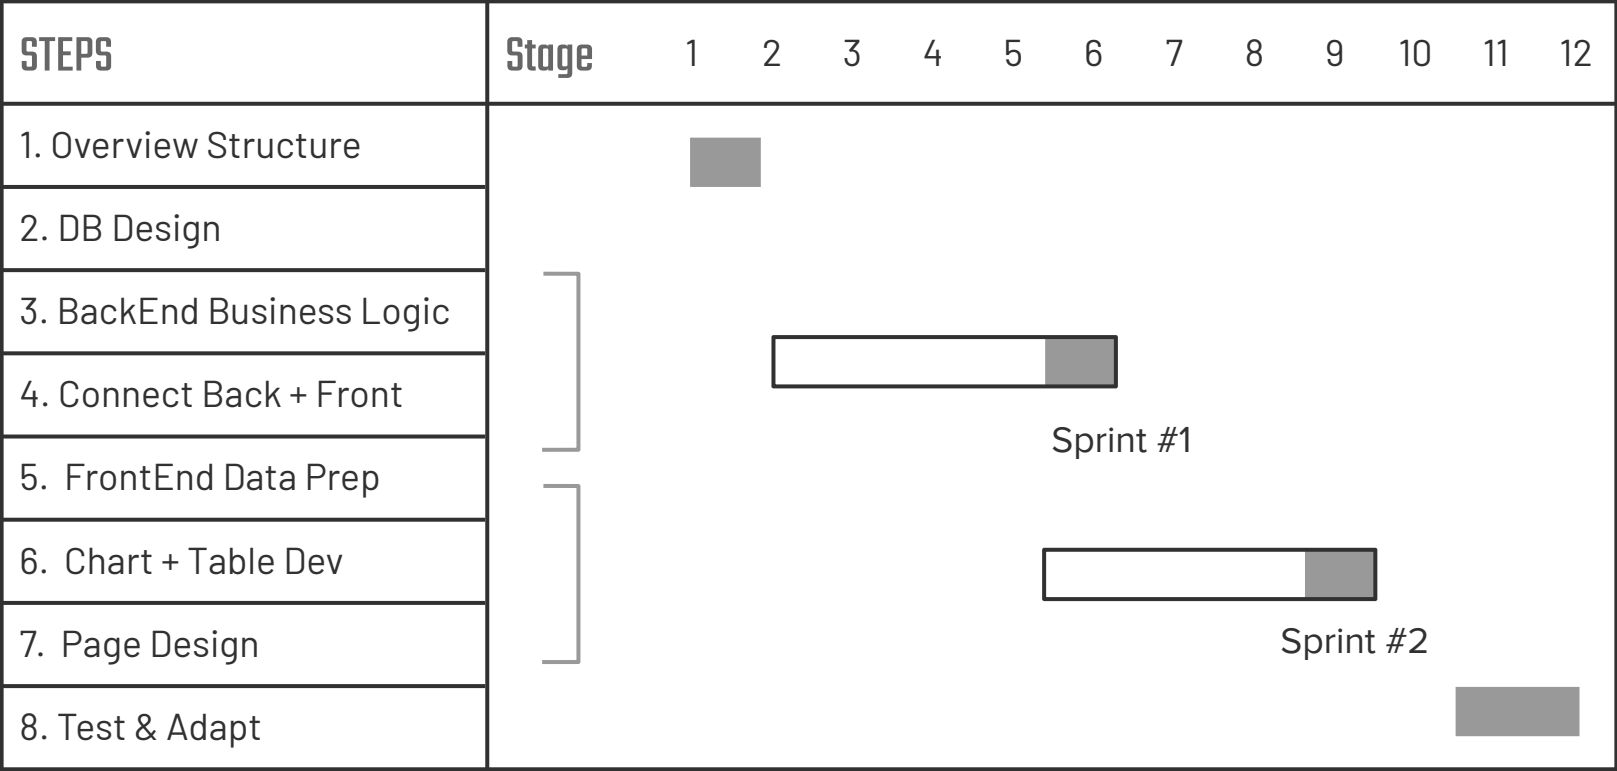 STEPS
Stage 1 2 3 4 5 6 7 8 9 10 11 12
1. Overview Structure
2. DB Design
3. BackEnd Business Logic
4. Connect Back + Front
Sprint #1
5. FrontEnd Data Prep
6. Chart + Table Dev
7. Page Design
Sprint #2
8. Test & Adapt